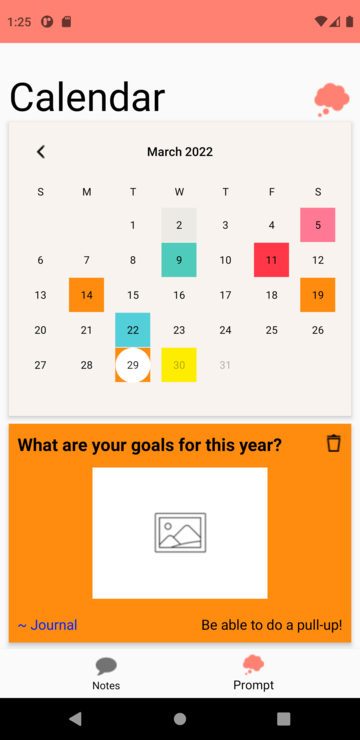 1:25
Calendar
March 2022
S M T W T F S
1 2 3 4 5
6 7 8 9 10 11 12
13 14 15 16 17 18 19
20 21 22 23 24 25 26
27 28 29 30 31
What are your goals for this year?
~ Journal Be able to do a pull-up!
Notes Prompt